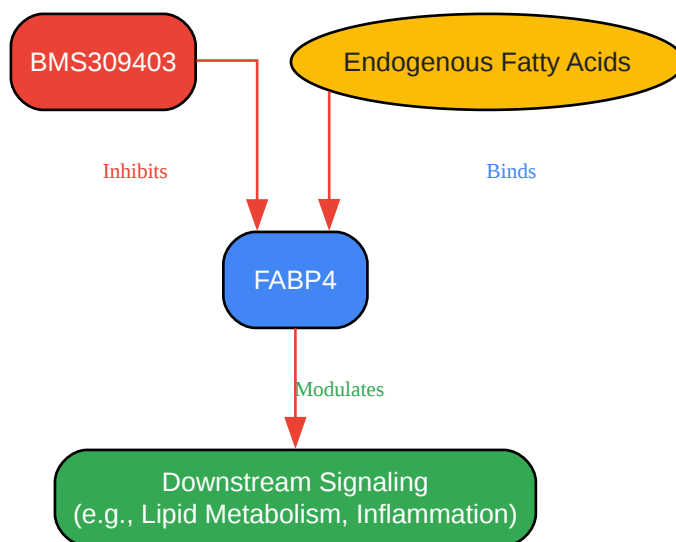 BMS309403
Endogenous Fatty Acids
Inhibits
Binds
FABP4
Modulates
Downstream Signaling
(e.g., Lipid Metabolism, Inflammation)